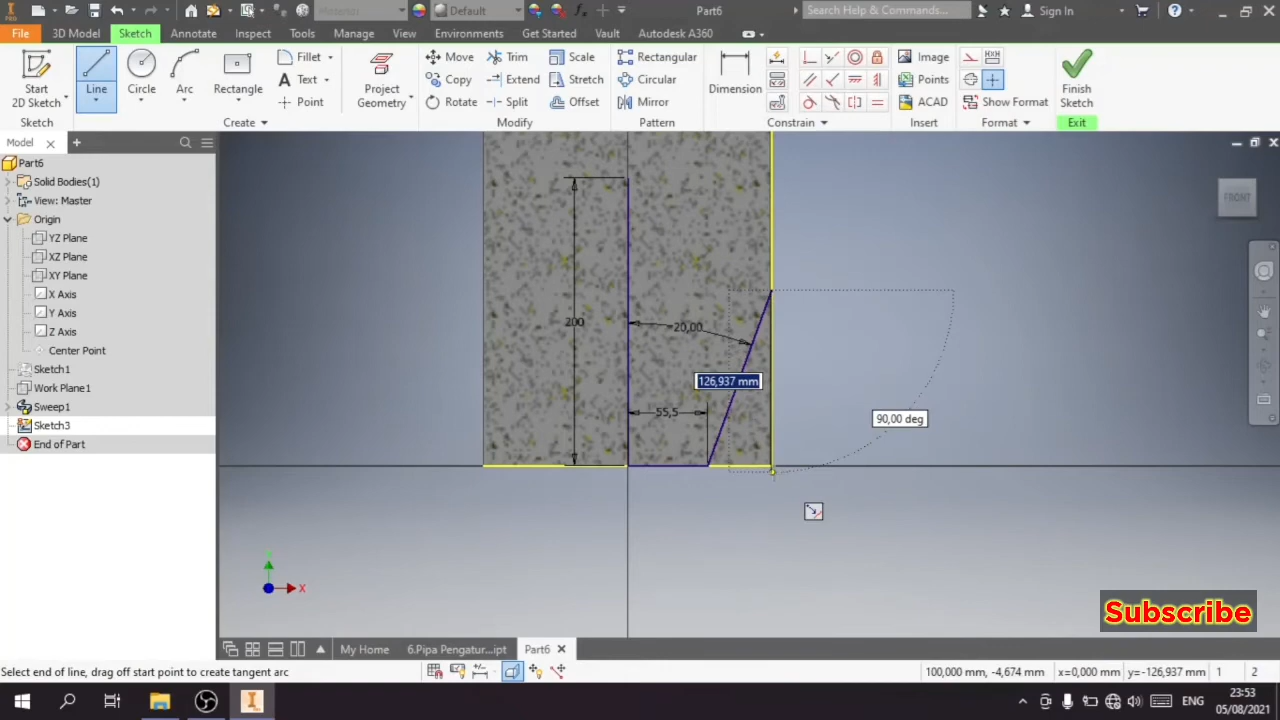 PRO
Material
Default
Part6
Search Help & Commands...
Sign In
File
3D Model
Sketch
Annotate
Inspect
Tools
Manage
View
Environments
Get Started
Vault
Autodesk A360
Start
2D Sketch
Line
Circle
Arc
Rectangle
Fillet
Text
Point
Project
Geometry
Move
Copy
Rotate
Trim
Extend
Split
Scale
Stretch
Offset
Rectangular
Circular
Mirror
Dimension
Image
Points
ACAD
Show Format
Finish
Sketch
Sketch
Create
Modify
Pattern
Constrain
Insert
Format
Exit
Model
Part6
Solid Bodies(1)
View: Master
Origin
YZ Plane
XZ Plane
XY Plane
X Axis
Y Axis
Z Axis
Center Point
Sketch1
Work Plane1
Sweep1
Sketch3
End of Part
FRONT
200
20,00
126,937 mm
55,5
90,00 deg
X
Subscribe
My Home
6.Pipa Pengatur...ipt
Part6
Select end of line, drag off start point to create tangent arc
100,000 mm, -4,674 mm
x=0,000 mm
y=-126,937 mm
1
2
ENG
23:53
05/08/2021